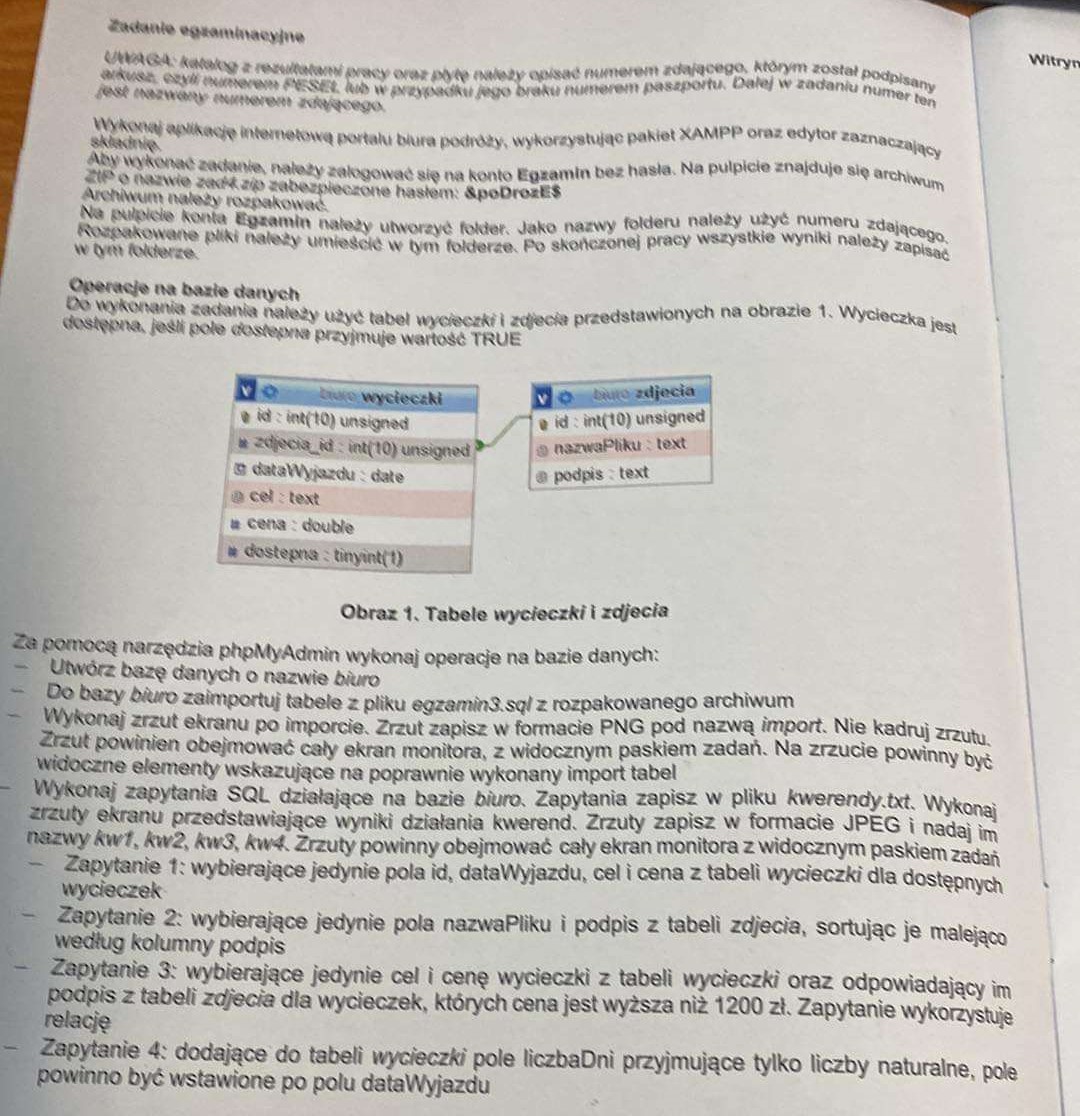 Zadanie egzaminacyjne
UWAGA: katalog z rezultatami pracy oraz płytę należy opisać numerem zdającego, którym został podpisany
arkusz, czyli numerem PESEL lub w przypadku jego braku numerem paszportu. Dalej w zadaniu numer ten
jest nazwany numerem zdającego.
Wykonaj aplikację internetową portalu biura podróży, wykorzystując pakiet XAMPP oraz edytor zaznaczający
składnię.
Aby wykonać zadanie, należy zalogować się na konto Egzamin bez hasła. Na pulpicie znajduje się archiwum
ZIP o nazwie zad4.zip zabezpieczone hasłem: &poDrozE$
Archiwum należy rozpakować.
Na pulpicie konta Egzamin należy utworzyć folder. Jako nazwy folderu należy użyć numeru zdającego.
Rozpakowane pliki należy umieścić w tym folderze. Po skończonej pracy wszystkie wyniki należy zapisać
w tym folderze.
Operacje na bazie danych
Do wykonania zadania należy użyć tabel wycieczki i zdjecia przedstawionych na obrazie 1. Wycieczka jest
dostępna, jeśli pole dostepna przyjmuje wartość TRUE
biuro wycieczki
id : int(10) unsigned
zdjecia_id : int(10) unsigned
dataWyjazdu : date
cel : text
cena : double
dostepna : tinyint(1)
biuro zdjecia
id : int(10) unsigned
nazwaPliku : text
podpis : text
Obraz 1. Tabele wycieczki i zdjecia
Za pomocą narzędzia phpMyAdmin wykonaj operacje na bazie danych:
– Utwórz bazę danych o nazwie biuro
– Do bazy biuro zaimportuj tabele z pliku egzamin3.sql z rozpakowanego archiwum
– Wykonaj zrzut ekranu po imporcie. Zrzut zapisz w formacie PNG pod nazwą import. Nie kadruj zrzutu.
Zrzut powinien obejmować cały ekran monitora, z widocznym paskiem zadań. Na zrzucie powinny być
widoczne elementy wskazujące na poprawnie wykonany import tabel
– Wykonaj zapytania SQL działające na bazie biuro. Zapytania zapisz w pliku kwerendy.txt. Wykonaj
zrzuty ekranu przedstawiające wyniki działania kwerend. Zrzuty zapisz w formacie JPEG i nadaj im
nazwy kw1, kw2, kw3, kw4. Zrzuty powinny obejmować cały ekran monitora z widocznym paskiem zadań
– Zapytanie 1: wybierające jedynie pola id, dataWyjazdu, cel i cena z tabeli wycieczki dla dostępnych
wycieczek
– Zapytanie 2: wybierające jedynie pola nazwaPliku i podpis z tabeli zdjecia, sortując je malejąco
według kolumny podpis
– Zapytanie 3: wybierające jedynie cel i cenę wycieczki z tabeli wycieczki oraz odpowiadający im
podpis z tabeli zdjecia dla wycieczek, których cena jest wyższa niż 1200 zł. Zapytanie wykorzystuje
relację
– Zapytanie 4: dodające do tabeli wycieczki pole liczbaDni przyjmujące tylko liczby naturalne, pole
powinno być wstawione po polu dataWyjazdu
Witryn